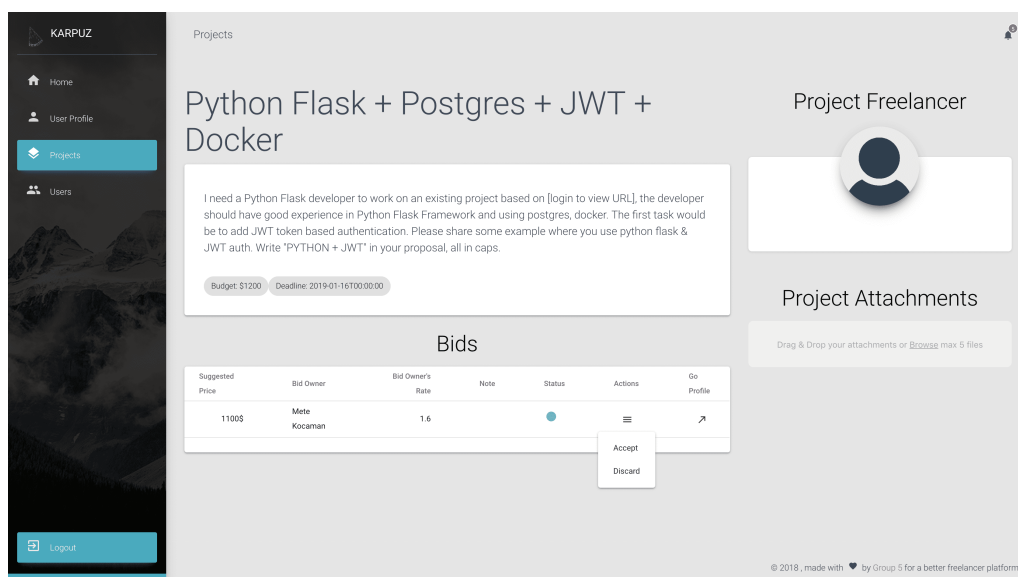 KARPUZ
Home
User Profile
Projects
Users
Logout
Projects
5
Python Flask + Postgres + JWT +
Docker
I need a Python Flask developer to work on an existing project based on [login to view URL], the developer
should have good experience in Python Flask Framework and using postgres, docker. The first task would
be to add JWT token based authentication. Please share some example where you use python flask &
JWT auth. Write "PYTHON + JWT" in your proposal, all in caps.
Budget: $1200 Deadline: 2019-01-16T00:00:00
Bids
Suggested
Price
Bid Owner
Bid Owner's
Rate
Note
Status
Actions
Go
Profile
1100$
Mete
Kocaman
1.6
Accept
Discard
Project Freelancer
Project Attachments
Drag & Drop your attachments or Browse max 5 files
© 2018 , made with by Group 5 for a better freelancer platform